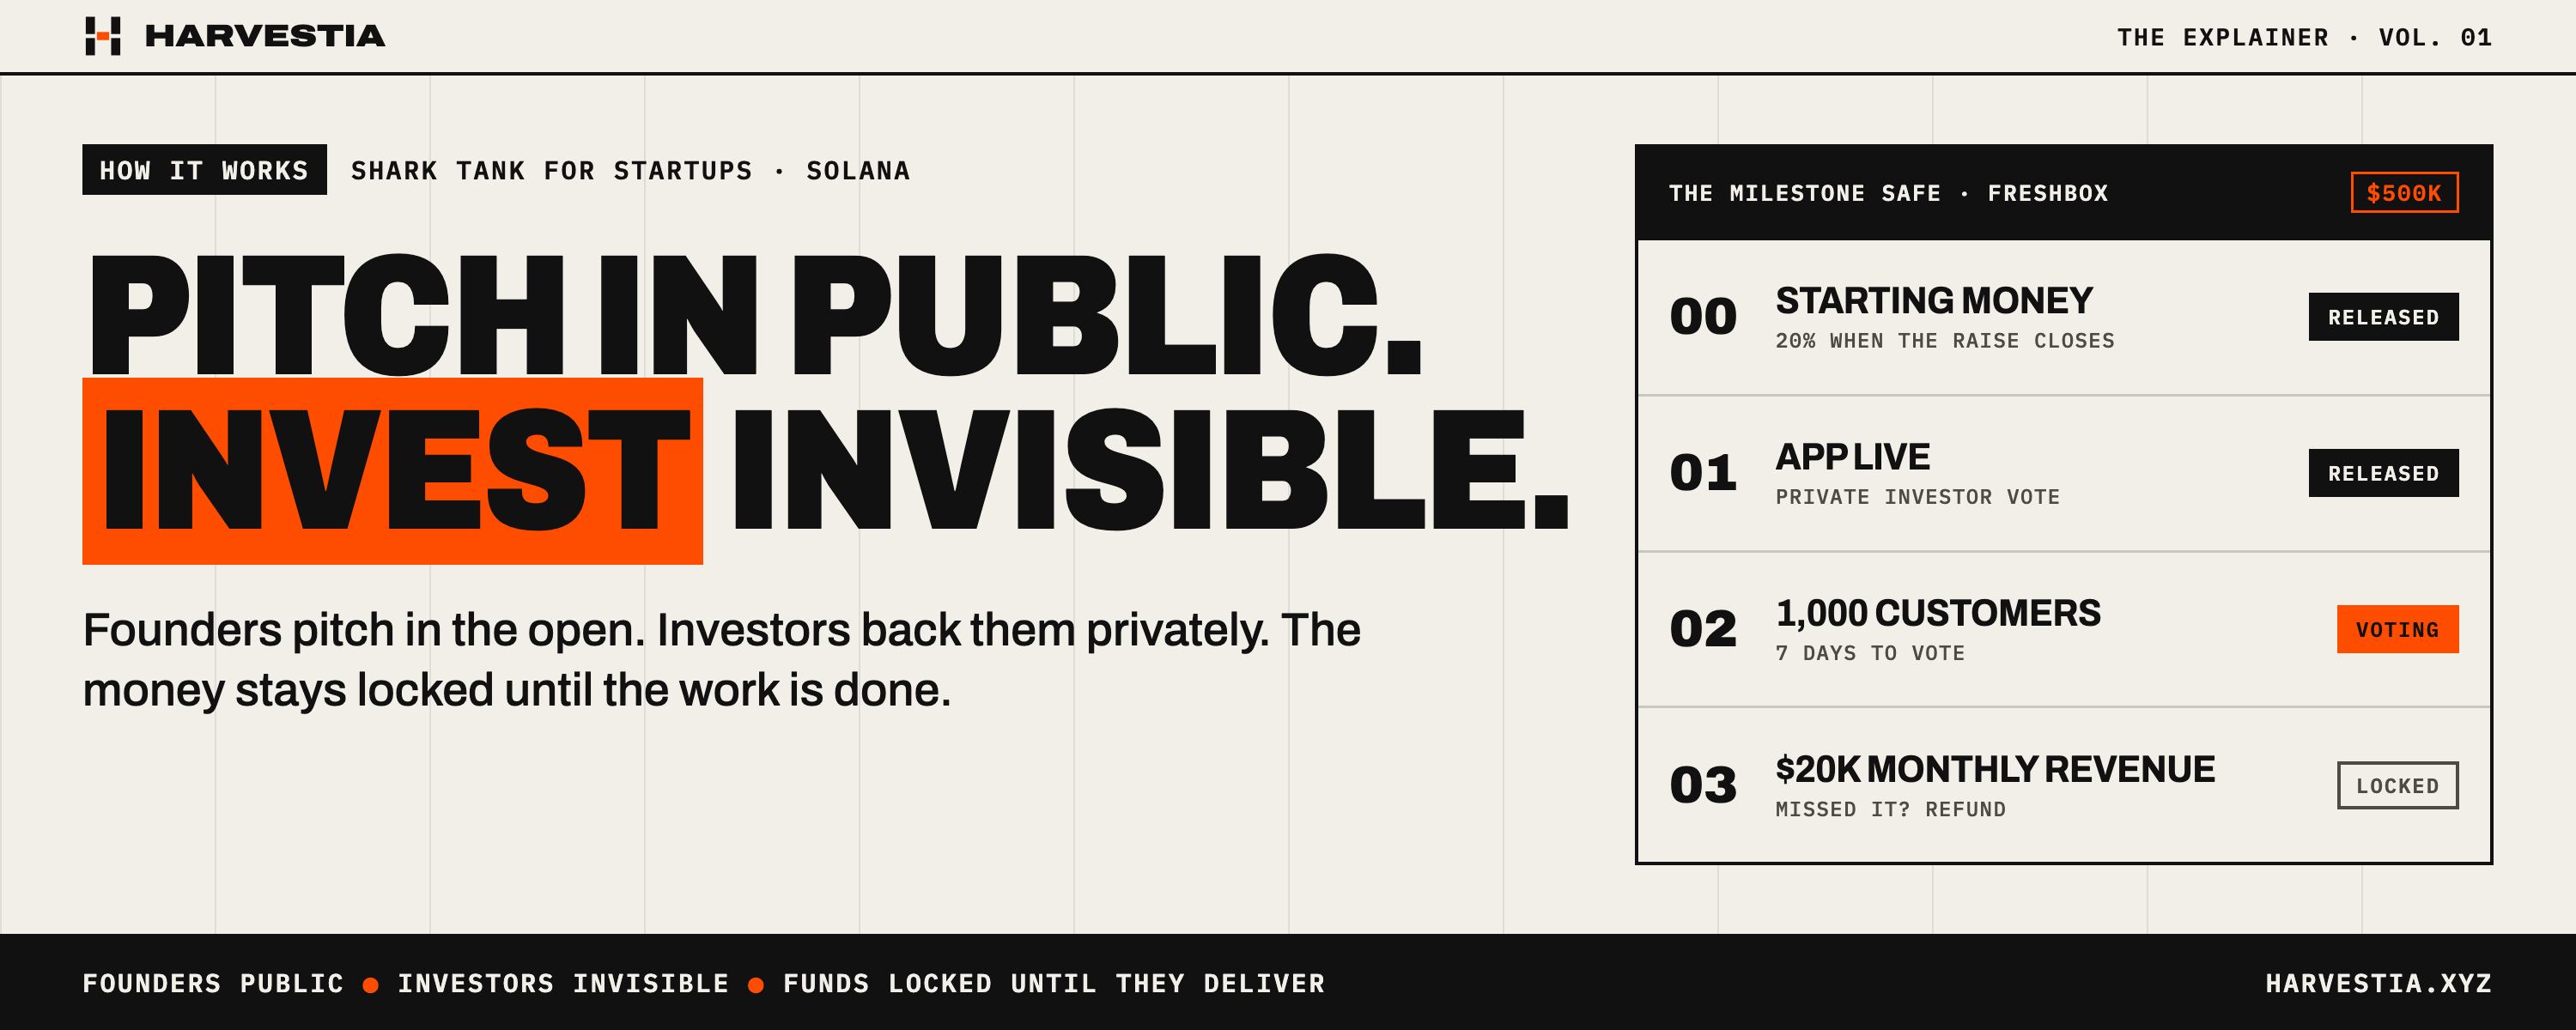 HARVESTIA
THE EXPLAINER · VOL. 01
HOW IT WORKS
SHARK TANK FOR STARTUPS · SOLANA
PITCH IN PUBLIC.
INVEST INVISIBLE.
Founders pitch in the open. Investors back them privately. The
money stays locked until the work is done.
THE MILESTONE SAFE · FRESHBOX
$500K
00
STARTING MONEY
20% WHEN THE RAISE CLOSES
RELEASED
01
APP LIVE
PRIVATE INVESTOR VOTE
RELEASED
02
1,000 CUSTOMERS
7 DAYS TO VOTE
VOTING
03
$20K MONTHLY REVENUE
MISSED IT? REFUND
LOCKED
FOUNDERS PUBLIC ● INVESTORS INVISIBLE ● FUNDS LOCKED UNTIL THEY DELIVER
HARVESTIA.XYZ